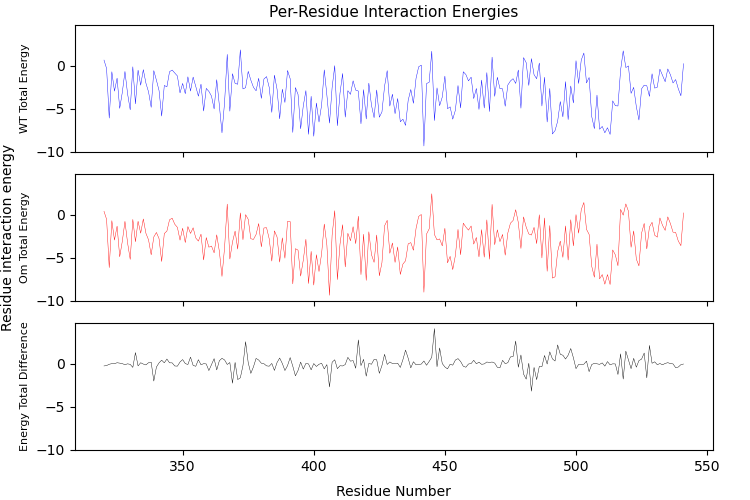 Per-Residue Interaction Energies
Residue interaction energy
WT Total Energy
0
−5
−10
Om Total Energy
0
−5
−10
Energy Total Difference
0
−5
−10
350 400 450 500 550
Residue Number